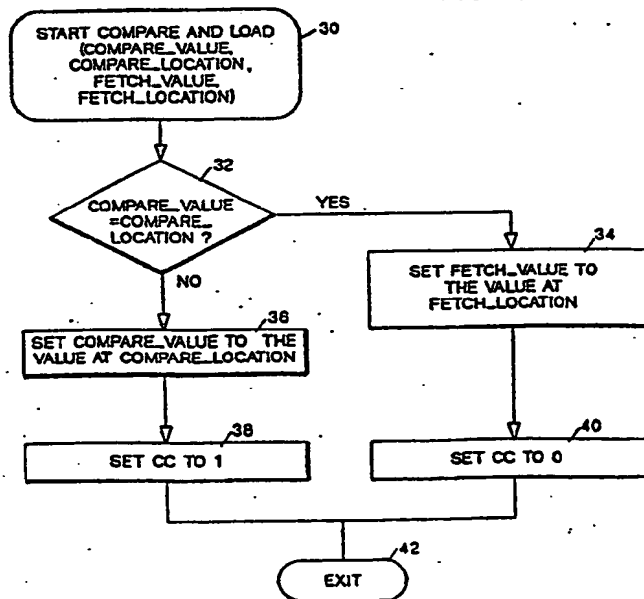 START COMPARE AND LOAD
(COMPARE_VALUE,
COMPARE_LOCATION,
FETCH_VALUE,
FETCH_LOCATION)
30
32
COMPARE_VALUE
=COMPARE_
LOCATION ?
YES
NO
34
SET FETCH_VALUE TO
THE VALUE AT
FETCH_LOCATION
36
SET COMPARE_VALUE TO THE
VALUE AT COMPARE_LOCATION
38
SET CC TO 1
40
SET CC TO 0
42
EXIT